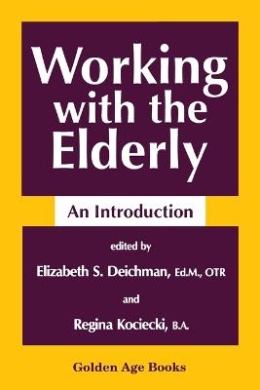 Working
with the
Elderly
An Introduction
edited by
Elizabeth S. Deichman, Ed.M., OTR
and
Regina Kociecki, B.A.
Golden Age Books